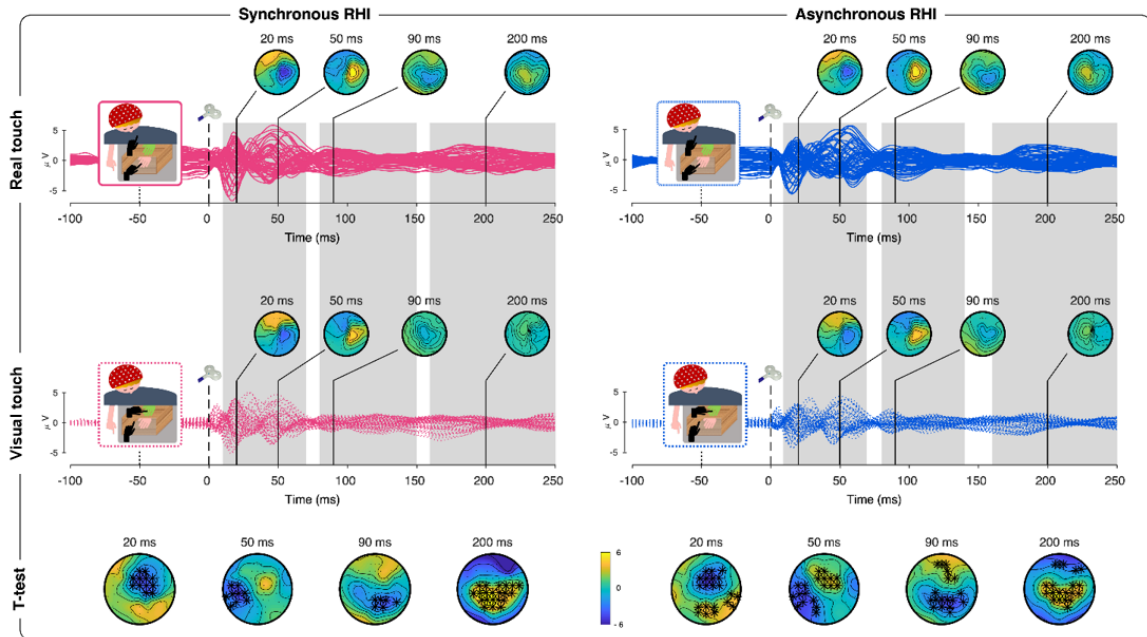 Synchronous RHI
Asynchronous RHI
Real touch
20 ms 50 ms 90 ms 200 ms
20 ms 50 ms 90 ms 200 ms
μV
5
0
-5
-100 -50 0 50 100 150 200 250
Time (ms)
μV
5
0
-5
-100 -50 0 50 100 150 200 250
Time (ms)
Visual touch
20 ms 50 ms 90 ms 200 ms
20 ms 50 ms 90 ms 200 ms
μV
5
0
-5
-100 -50 0 50 100 150 200 250
Time (ms)
μV
5
0
-5
-100 -50 0 50 100 150 200 250
Time (ms)
T-test
20 ms 50 ms 90 ms 200 ms
6
0
-6
20 ms 50 ms 90 ms 200 ms